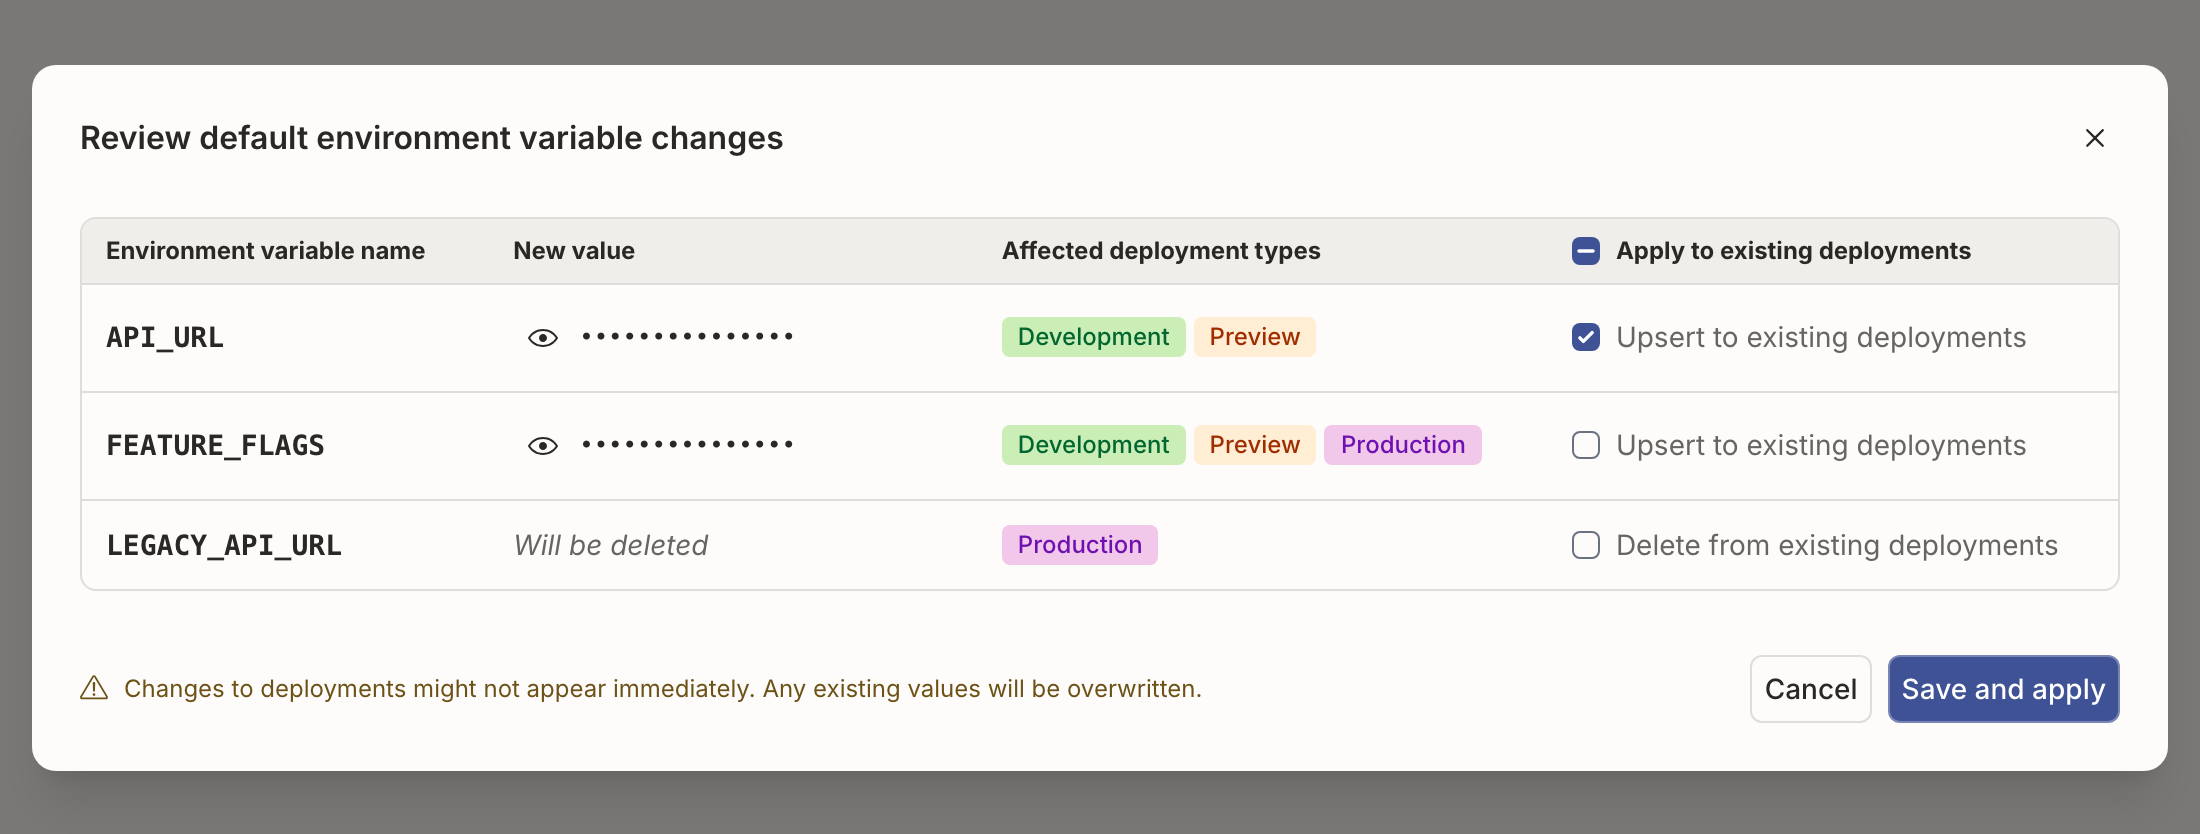 Review default environment variable changes
Environment variable name New value Affected deployment types Apply to existing deployments
API_URL •••••••••••••••  Development Preview Upsert to existing deployments
FEATURE_FLAGS •••••••••••••••  Development Preview Production Upsert to existing deployments
LEGACY_API_URL Will be deleted Production Delete from existing deployments
Changes to deployments might not appear immediately. Any existing values will be overwritten. Cancel Save and apply